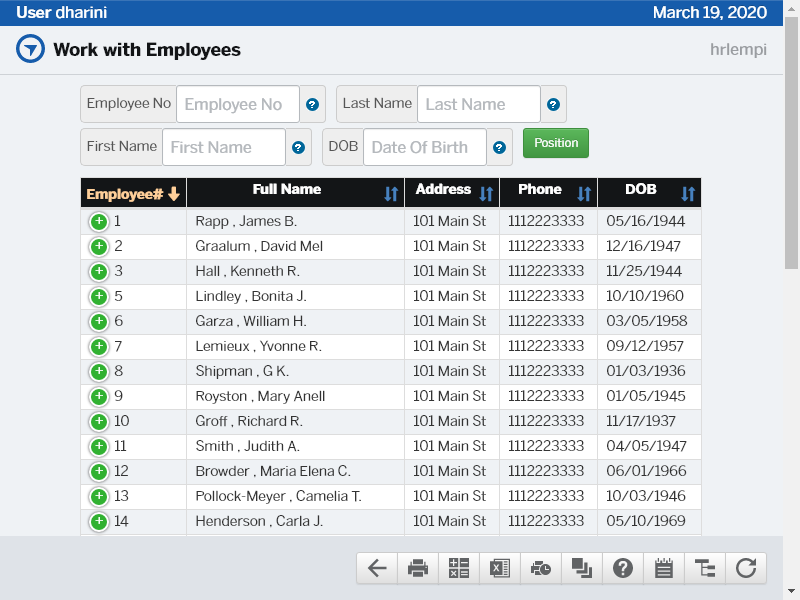 User dharini March 19, 2020
Work with Employees hrlempi
Employee No Employee No Last Name Last Name
First Name First Name DOB Date Of Birth Position
Employee# Full Name Address Phone DOB
1 Rapp , James B. 101 Main St 1112223333 05/16/1944
2 Graalum , David Mel 101 Main St 1112223333 12/16/1947
3 Hall , Kenneth R. 101 Main St 1112223333 11/25/1944
5 Lindley , Bonita J. 101 Main St 1112223333 10/10/1960
6 Garza , William H. 101 Main St 1112223333 03/05/1958
7 Lemieux , Yvonne R. 101 Main St 1112223333 09/12/1957
8 Shipman , G K. 101 Main St 1112223333 01/03/1936
9 Royston , Mary Anell 101 Main St 1112223333 01/05/1945
10 Groff , Richard R. 101 Main St 1112223333 11/17/1937
11 Smith , Judith A. 101 Main St 1112223333 04/05/1947
12 Browder , Maria Elena C. 101 Main St 1112223333 06/01/1966
13 Pollock-Meyer , Camelia T. 101 Main St 1112223333 10/03/1946
14 Henderson , Carla J. 101 Main St 1112223333 05/10/1969